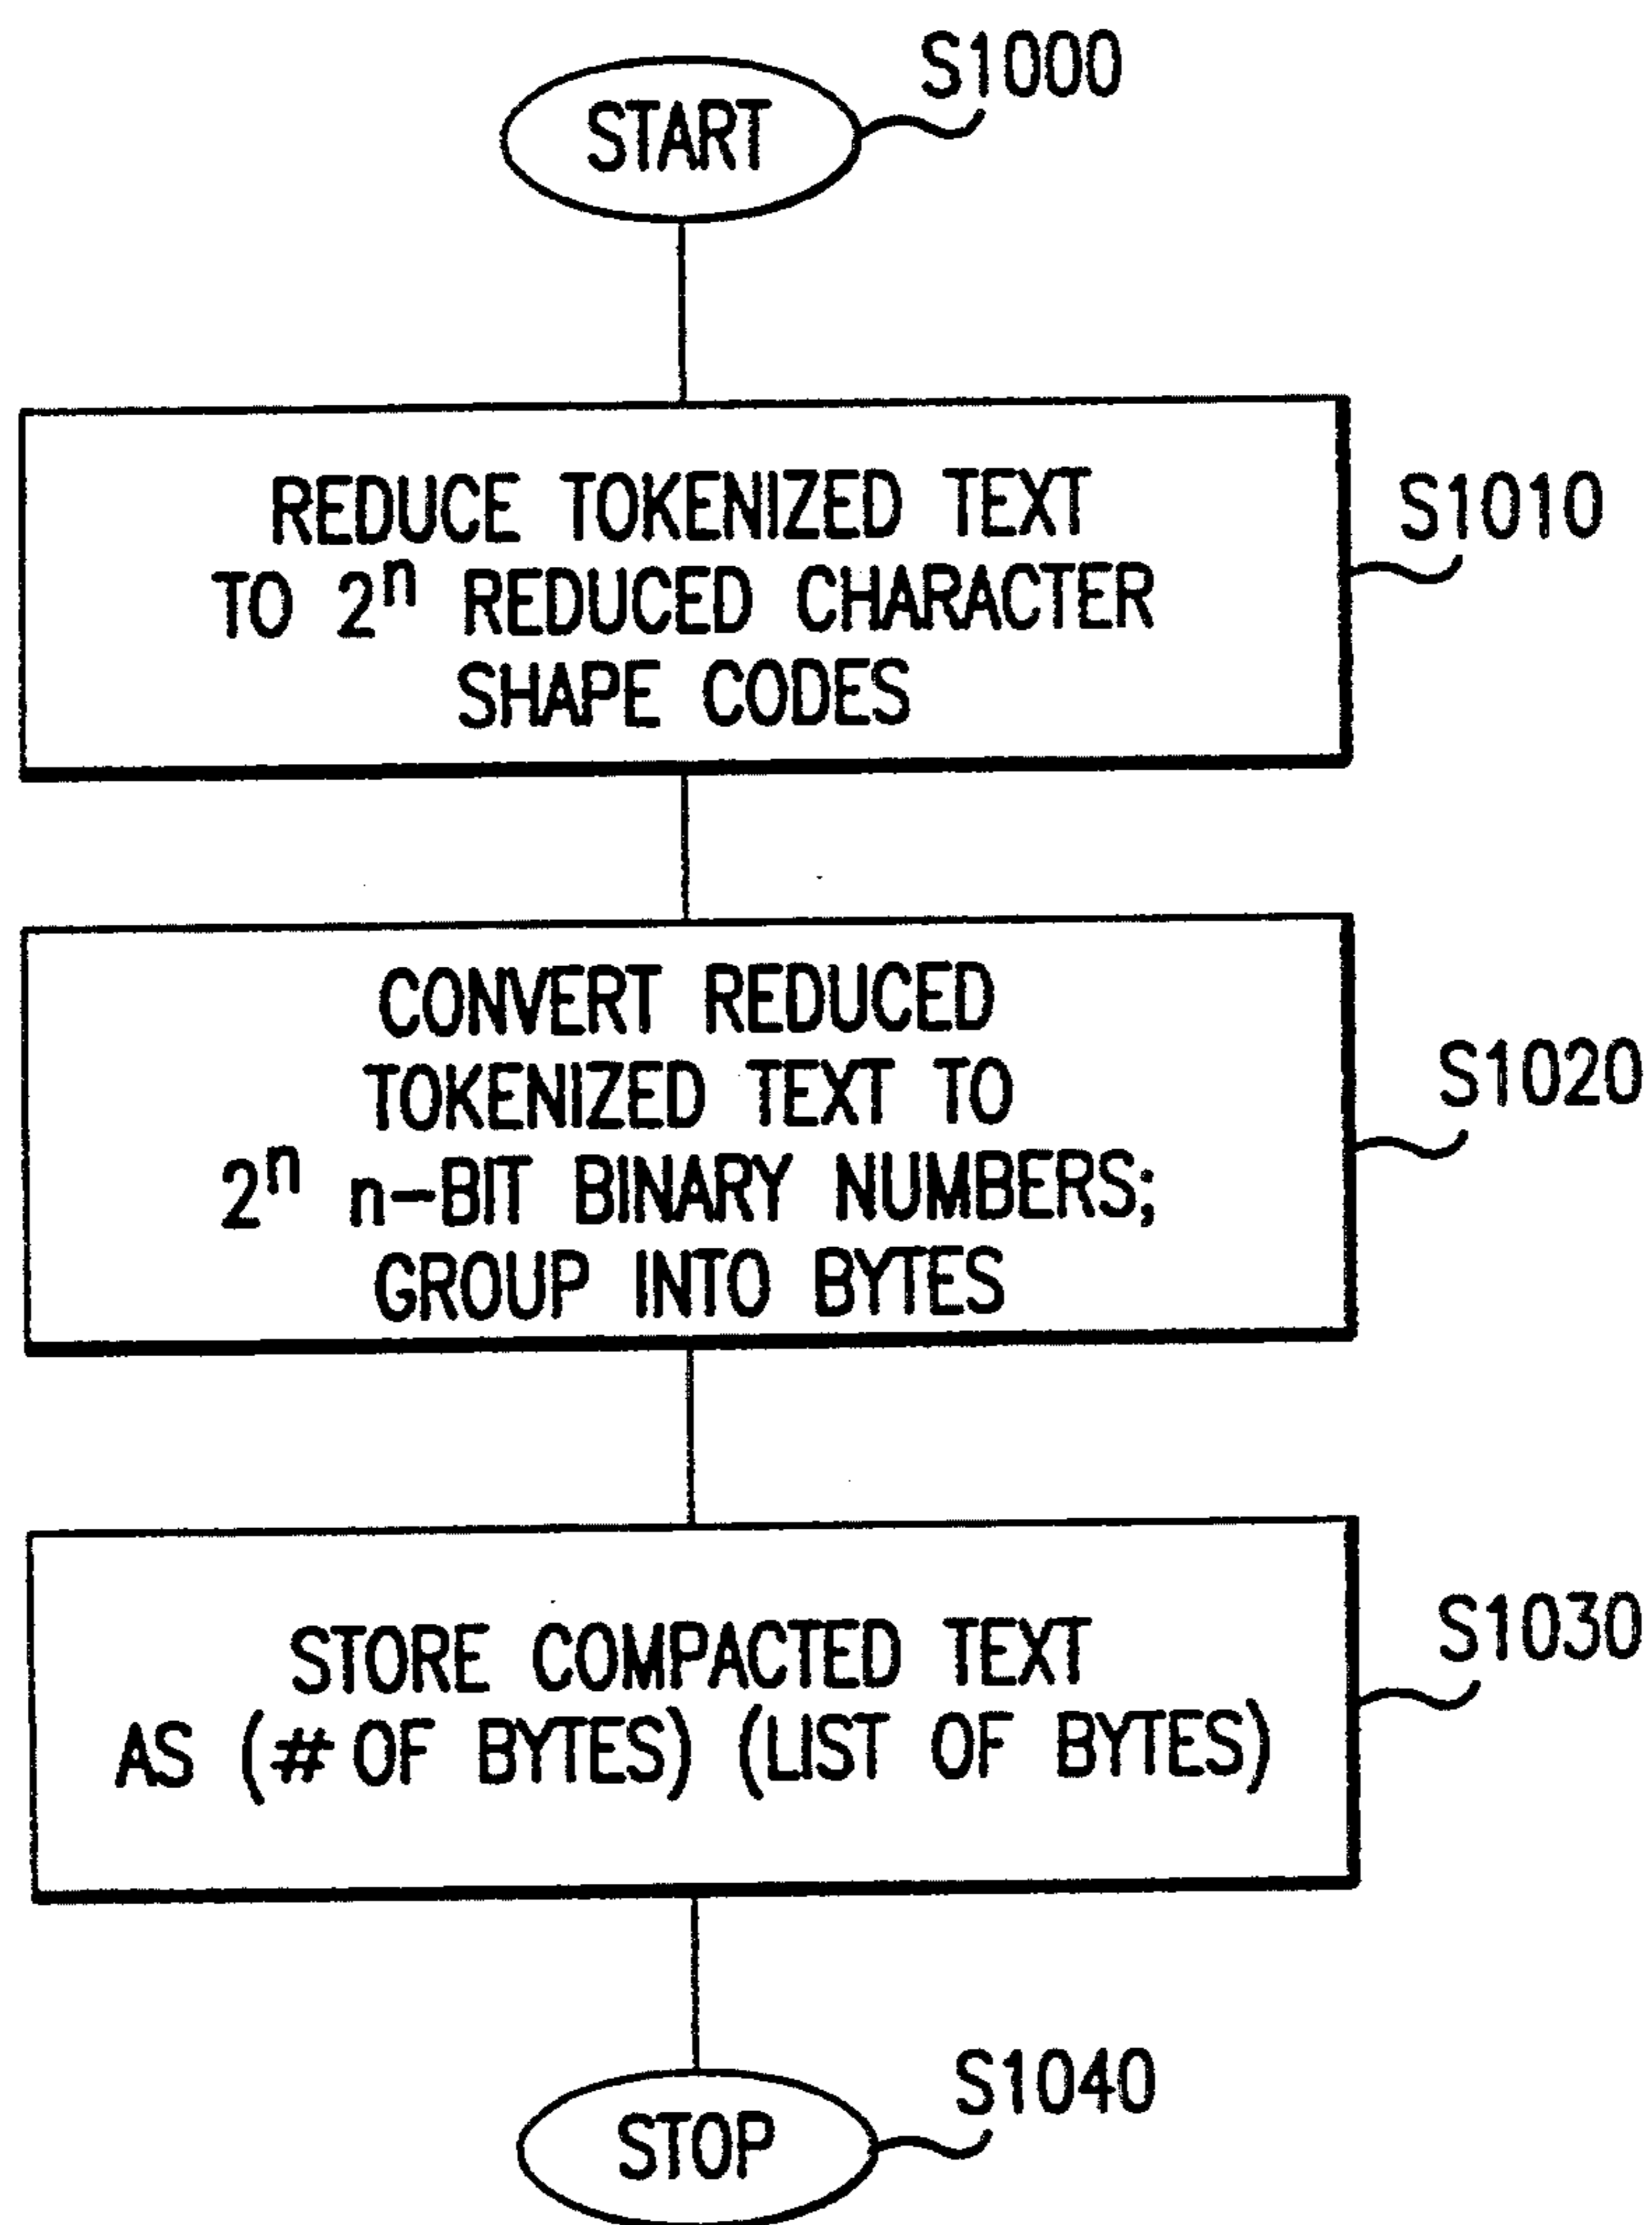 START
S1000
REDUCE TOKENIZED TEXT
TO 2ⁿ REDUCED CHARACTER
SHAPE CODES
S1010
CONVERT REDUCED
TOKENIZED TEXT TO
2ⁿ n-BIT BINARY NUMBERS;
GROUP INTO BYTES
S1020
STORE COMPACTED TEXT
AS (# OF BYTES) (LIST OF BYTES)
S1030
STOP
S1040